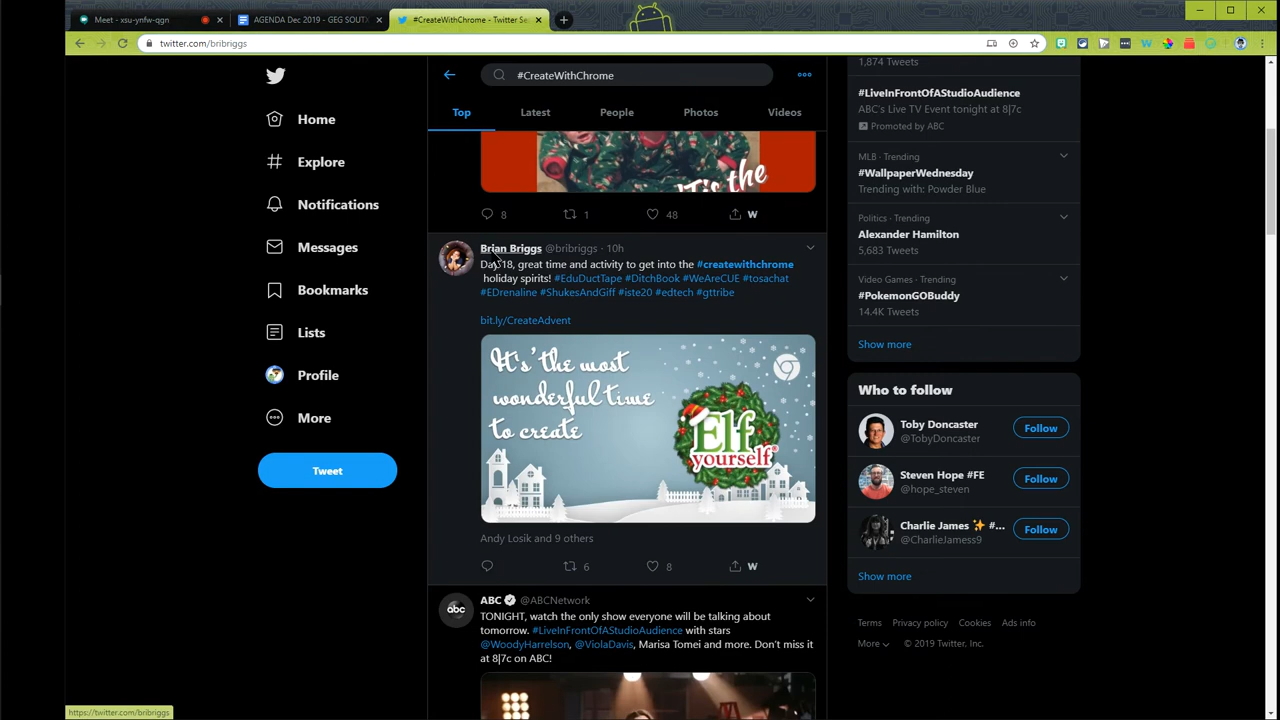 Meet - xsu-ynfw-qgn
AGENDA Dec 2019 - GEG SOUTH
#CreateWithChrome - Twitter Se
twitter.com/bribriggs
Home
Explore
Notifications
Messages
Bookmarks
Lists
Profile
More
Tweet
#CreateWithChrome
Top
Latest
People
Photos
Videos
'Tis the
8
1
48
W
Brian Briggs @bribriggs · 10h
Day 18, great time and activity to get into the #createwithchrome
holiday spirits! #EduDuctTape #DitchBook #WeAreCUE #tosachat
#EDrenaline #ShukesAndGiff #iste20 #edtech #gttribe
bit.ly/CreateAdvent
It's the most
wonderful time
to create
Elf
yourself®
Andy Losik and 9 others
6
8
W
ABC @ABCNetwork
abc
TONIGHT, watch the only show everyone will be talking about
tomorrow. #LiveInFrontOfAStudioAudience with stars
@WoodyHarrelson, @ViolaDavis, Marisa Tomei and more. Don't miss it
at 8|7c on ABC!
1,874 Tweets
#LiveInFrontOfAStudioAudience
ABC's Live TV Event tonight at 8|7c
Promoted by ABC
MLB · Trending
#WallpaperWednesday
Trending with: Powder Blue
Politics · Trending
Alexander Hamilton
5,683 Tweets
Video Games · Trending
#PokemonGOBuddy
14.4K Tweets
Show more
Who to follow
Toby Doncaster
@TobyDoncaster
Follow
Steven Hope #FE
@hope_steven
Follow
Charlie James ✨ #...
@CharlieJamess9
Follow
Show more
Terms Privacy policy Cookies Ads info
More © 2019 Twitter, Inc.
https://twitter.com/bribriggs